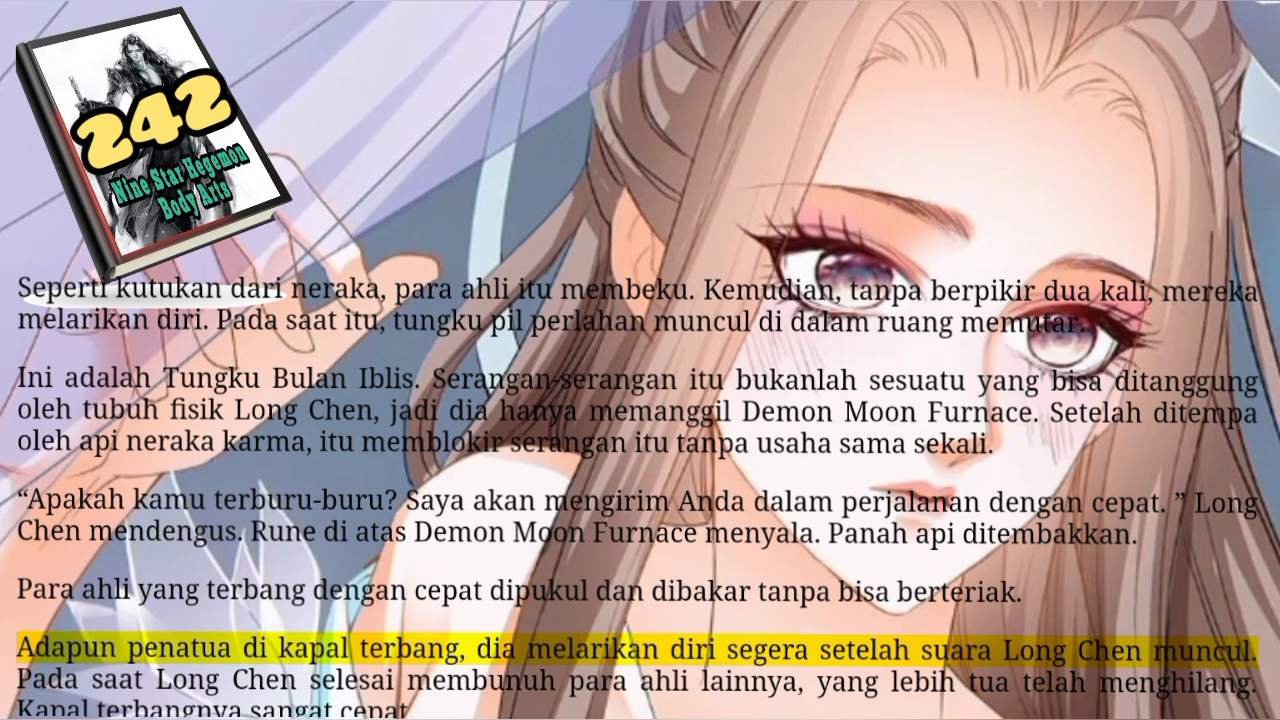 242
Nine Star Hegemon
Body Arts
Seperti kutukan dari neraka, para ahli itu membeku. Kemudian, tanpa berpikir dua kali, mereka
melarikan diri. Pada saat itu, tungku pil perlahan muncul di dalam ruang memutar.
Ini adalah Tungku Bulan Iblis. Serangan-serangan itu bukanlah sesuatu yang bisa ditanggung
oleh tubuh fisik Long Chen, jadi dia hanya memanggil Demon Moon Furnace. Setelah ditempa
oleh api neraka karma, itu memblokir serangan itu tanpa usaha sama sekali.
“Apakah kamu terburu-buru? Saya akan mengirim Anda dalam perjalanan dengan cepat. ” Long
Chen mendengus. Rune di atas Demon Moon Furnace menyala. Panah api ditembakkan.
Para ahli yang terbang dengan cepat dipukul dan dibakar tanpa bisa berteriak.
Adapun penatua di kapal terbang, dia melarikan diri segera setelah suara Long Chen muncul.
Pada saat Long Chen selesai membunuh para ahli lainnya, yang lebih tua telah menghilang.
Kapal terbangnya sangat cepat